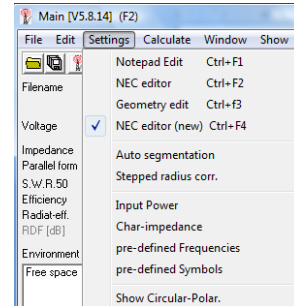 Main [V5.8.14] (F2)
File Edit Settings Calculate Window Show
Notepad Edit Ctrl+F1
Filename
NEC editor Ctrl+F2
Geometry edit Ctrl+f3
Voltage
NEC editor (new) Ctrl+F4
Impedance
Parallel form
Auto segmentation
S.W.R.50
Stepped radius corr.
Efficiency
Radiat-eff.
Input Power
RDF [dB]
Char-impedance
Environment
pre-defined Frequencies
Free space
pre-defined Symbols
Show Circular-Polar.